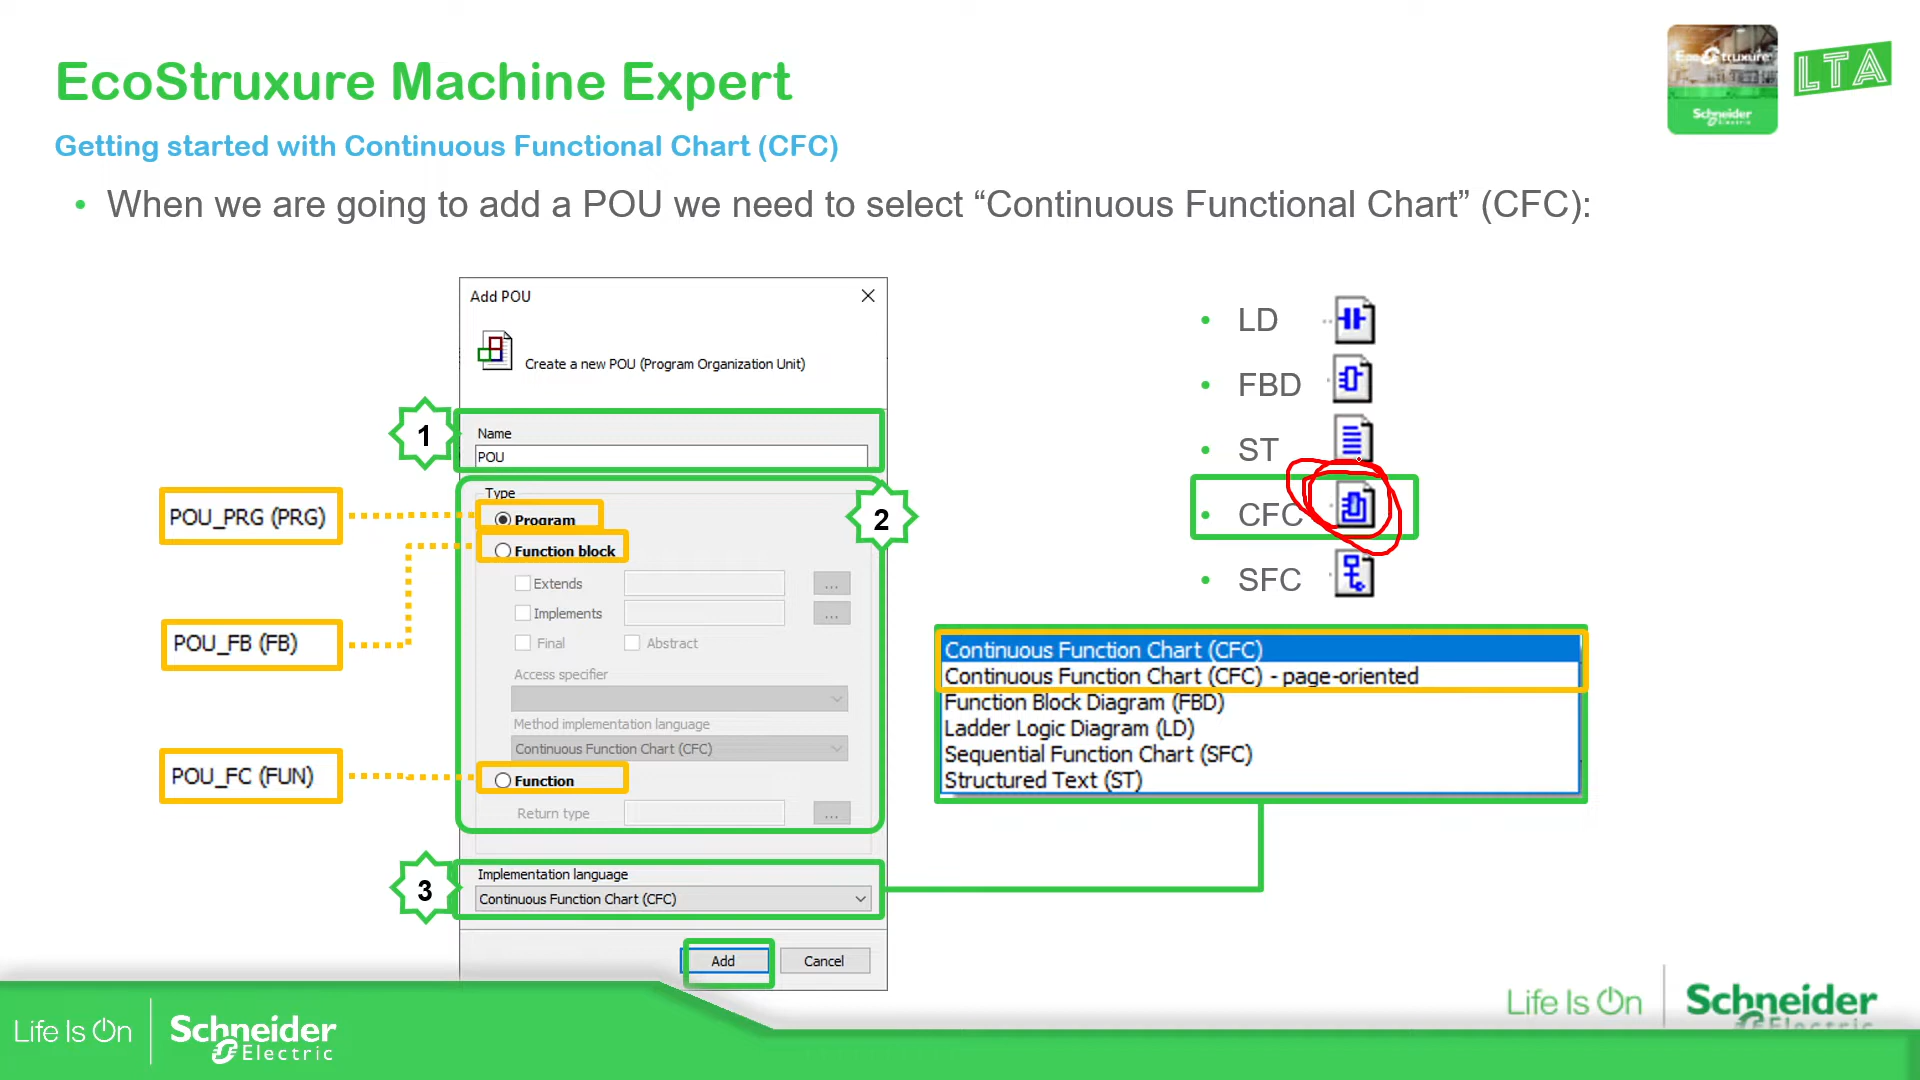 EcoStruxure Machine Expert
Getting started with Continuous Functional Chart (CFC)
• When we are going to add a POU we need to select “Continuous Functional Chart” (CFC):
EcoStruxure
Schneider
Electric
LTA
Add POU
Create a new POU (Program Organization Unit)
1
Name
POU
Type
2
POU_PRG (PRG)
Program
Function block
Extends
...
Implements
...
Final
Abstract
POU_FB (FB)
Access specifier
Method implementation language
Continuous Function Chart (CFC)
POU_FC (FUN)
Function
Return type
...
3
Implementation language
Continuous Function Chart (CFC)
Add
Cancel
• LD
• FBD
• ST
• CFC
• SFC
Continuous Function Chart (CFC)
Continuous Function Chart (CFC) - page-oriented
Function Block Diagram (FBD)
Ladder Logic Diagram (LD)
Sequential Function Chart (SFC)
Structured Text (ST)
Life Is On
Schneider
Electric
Life Is On
Schneider
Electric